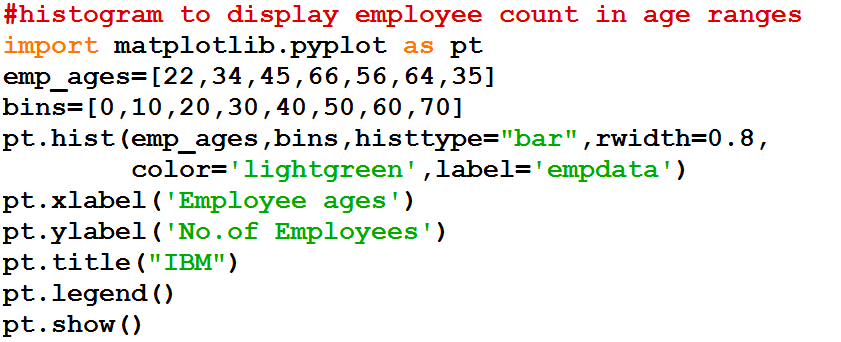 #histogram to display employee count in age ranges
import matplotlib.pyplot as pt
emp_ages=[22,34,45,66,56,64,35]
bins=[0,10,20,30,40,50,60,70]
pt.hist(emp_ages,bins,histtype="bar",rwidth=0.8,
        color='lightgreen',label='empdata')
pt.xlabel('Employee ages')
pt.ylabel('No.of Employees')
pt.title("IBM")
pt.legend()
pt.show()